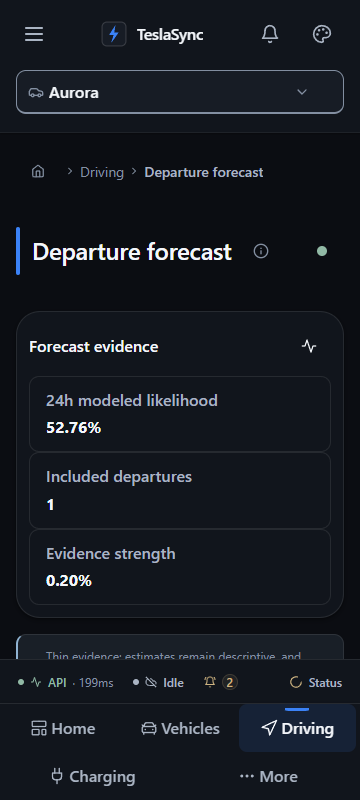 TeslaSync
Aurora
Driving
Departure forecast
Departure forecast
Forecast evidence
24h modeled likelihood
52.76%
Included departures
1
Evidence strength
0.20%
Thin evidence: estimates remain descriptive, and
API · 199ms
Idle
2
Status
Home
Vehicles
Driving
Charging
More